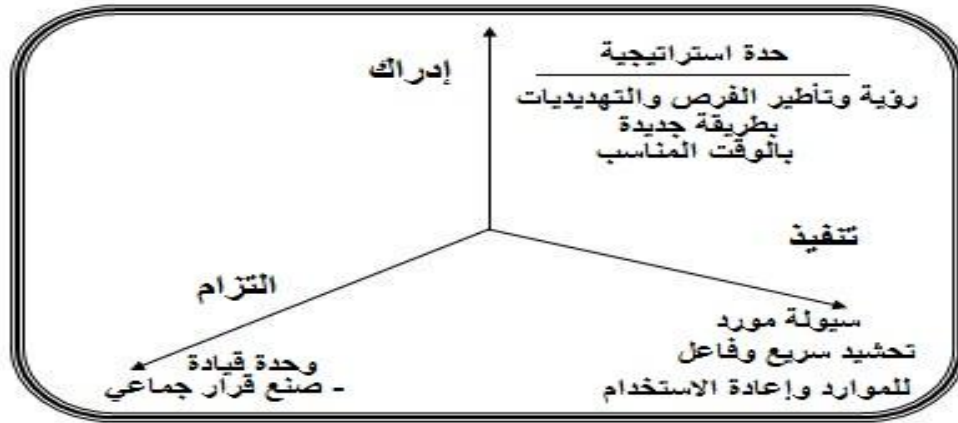 إدراك
حدة استراتيجية
رؤية وتأطير الفرص والتهديديات
بطريقة جديدة
بالوقت المناسب
تنفيذ
سيولة مورد
تحشيد سريع وفاعل
للموارد وإعادة الاستخدام
التزام
وحدة قيادة
- صنع قرار جماعي